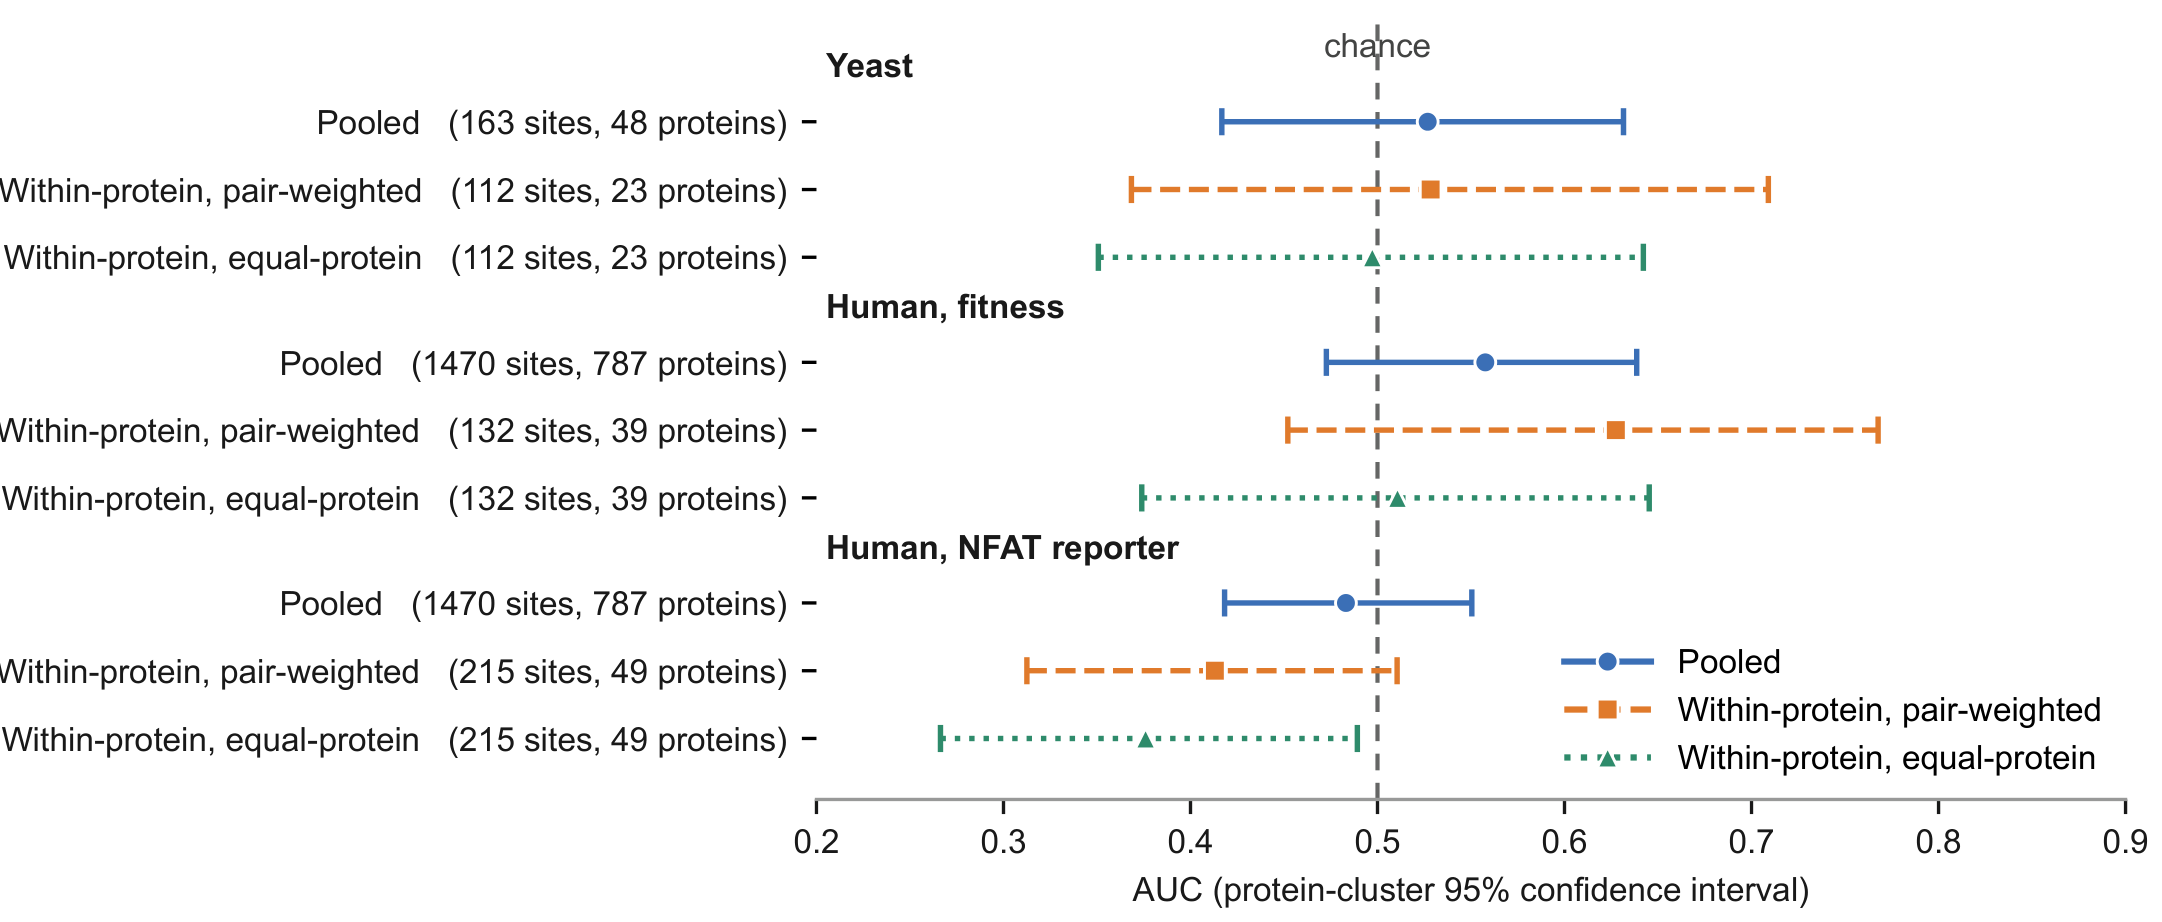 chance
Yeast
Pooled (163 sites, 48 proteins)
Within-protein, pair-weighted (112 sites, 23 proteins)
Within-protein, equal-protein (112 sites, 23 proteins)
Human, fitness
Pooled (1470 sites, 787 proteins)
Within-protein, pair-weighted (132 sites, 39 proteins)
Within-protein, equal-protein (132 sites, 39 proteins)
Human, NFAT reporter
Pooled (1470 sites, 787 proteins)
Within-protein, pair-weighted (215 sites, 49 proteins)
Within-protein, equal-protein (215 sites, 49 proteins)
Pooled
Within-protein, pair-weighted
Within-protein, equal-protein
0.2 0.3 0.4 0.5 0.6 0.7 0.8 0.9
AUC (protein-cluster 95% confidence interval)